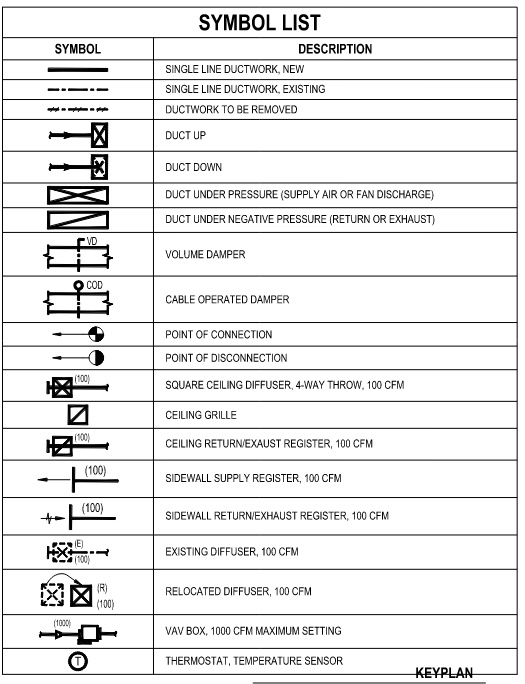 SYMBOL LIST
SYMBOL DESCRIPTION
SINGLE LINE DUCTWORK, NEW
SINGLE LINE DUCTWORK, EXISTING
DUCTWORK TO BE REMOVED
DUCT UP
DUCT DOWN
DUCT UNDER PRESSURE (SUPPLY AIR OR FAN DISCHARGE)
DUCT UNDER NEGATIVE PRESSURE (RETURN OR EXHAUST)
VD
VOLUME DAMPER
COD
CABLE OPERATED DAMPER
POINT OF CONNECTION
POINT OF DISCONNECTION
(100)
SQUARE CEILING DIFFUSER, 4-WAY THROW, 100 CFM
CEILING GRILLE
(100)
CEILING RETURN/EXAUST REGISTER, 100 CFM
(100)
SIDEWALL SUPPLY REGISTER, 100 CFM
(100)
SIDEWALL RETURN/EXHAUST REGISTER, 100 CFM
(E)
(100)
EXISTING DIFFUSER, 100 CFM
(R)
(100)
RELOCATED DIFFUSER, 100 CFM
(1000)
VAV BOX, 1000 CFM MAXIMUM SETTING
T
THERMOSTAT, TEMPERATURE SENSOR
KEYPLAN